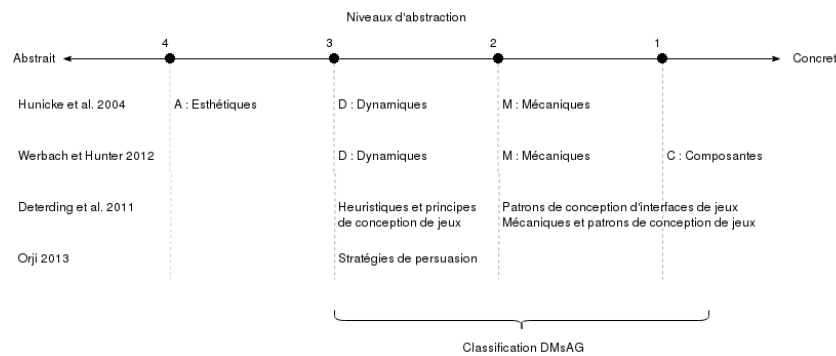 Niveaux d'abstraction
4 3 2 1
Abstrait Concret
Hunicke et al. 2004 A : Esthétiques D : Dynamiques M : Mécaniques
Werbach et Hunter 2012 D : Dynamiques M : Mécaniques C : Composantes
Deterding et al. 2011 Heuristiques et principes Patrons de conception d'interfaces de jeux
de conception de jeux Mécaniques et patrons de conception de jeux
Orji 2013 Stratégies de persuasion
Classification DMsAG